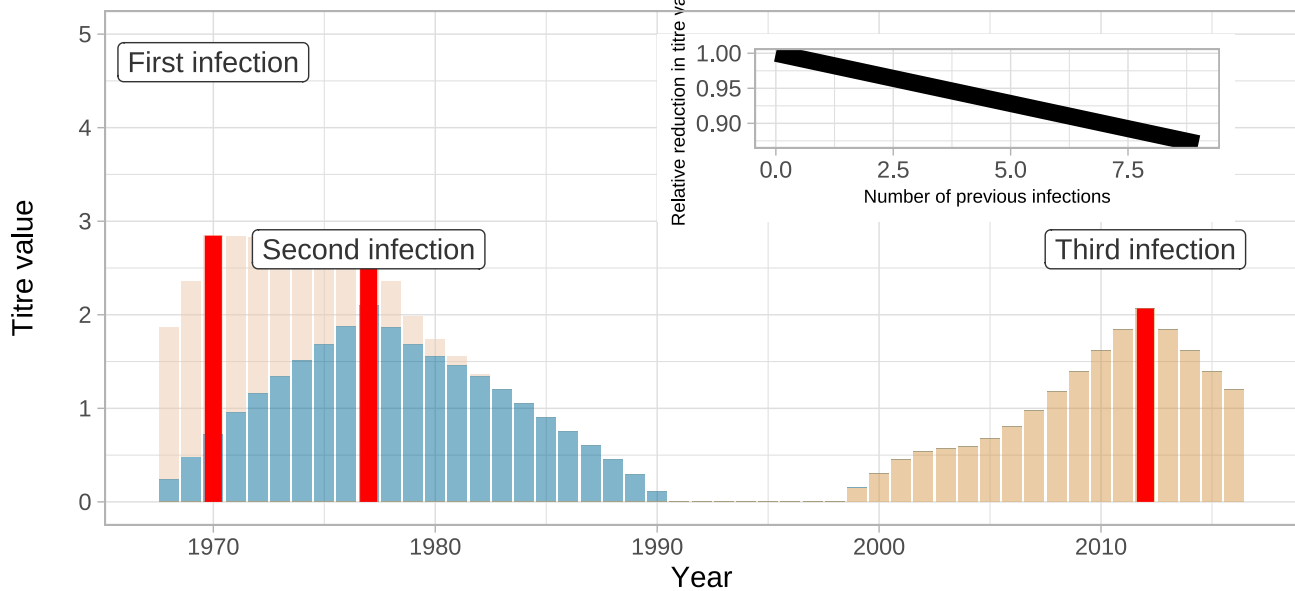 5
4
3
2
1
0
Titre value
First infection
Second infection
Third infection
1970
1980
1990
2000
2010
Year
Relative reduction in titre
1.00
0.95
0.90
0.0
2.5
5.0
7.5
Number of previous infections